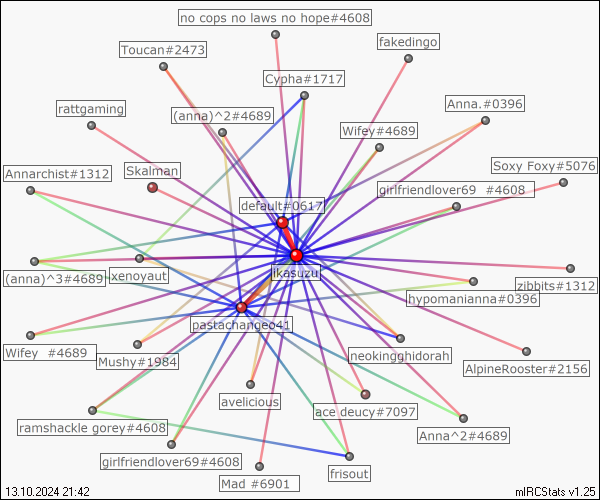 no cops no laws no hope#4608
fakedingo
Toucan#2473
Cypha#1717
rattgaming
(anna)^2#4689
Anna.#0396
Wifey#4689
Annarchist#1312
Skalman
Soxy Foxy#5076
girlfriendlover69 #4608
default#0617
(anna)^3#4689
xenoyaut
likasuzu
zibbits#1312
hypomanianna#0396
pastachangeo41
Wifey #4689
Mushy#1984
neokingghidorah
AlpineRooster#2156
avelicious
ace deucy#7097
ramshackle gorey#4608
Anna^2#4689
girlfriendlover69#4608
frisout
Mad #6901
13.10.2024 21:42
mIRCStats v1.25